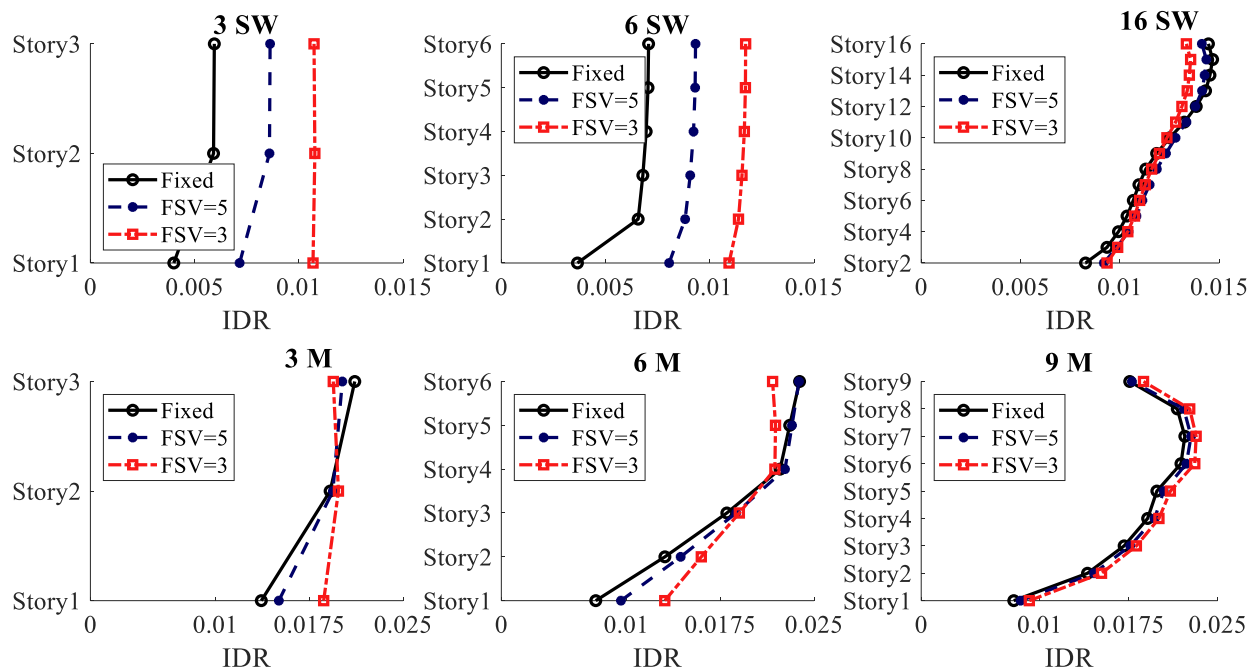 3 SW
Story3
Story2
Story1
Fixed
FSV=5
FSV=3
0
0.005
0.01
0.015
IDR
6 SW
Story6
Story5
Story4
Story3
Story2
Story1
Fixed
FSV=5
FSV=3
0
0.005
0.01
0.015
IDR
16 SW
Story16
Story14
Story12
Story10
Story8
Story6
Story4
Story2
Fixed
FSV=5
FSV=3
0
0.005
0.01
0.015
IDR
3 M
Story3
Story2
Story1
Fixed
FSV=5
FSV=3
0
0.01
0.0175
0.025
IDR
6 M
Story6
Story5
Story4
Story3
Story2
Story1
Fixed
FSV=5
FSV=3
0
0.01
0.0175
0.025
IDR
9 M
Story9
Story8
Story7
Story6
Story5
Story4
Story3
Story2
Story1
Fixed
FSV=5
FSV=3
0
0.01
0.0175
0.025
IDR